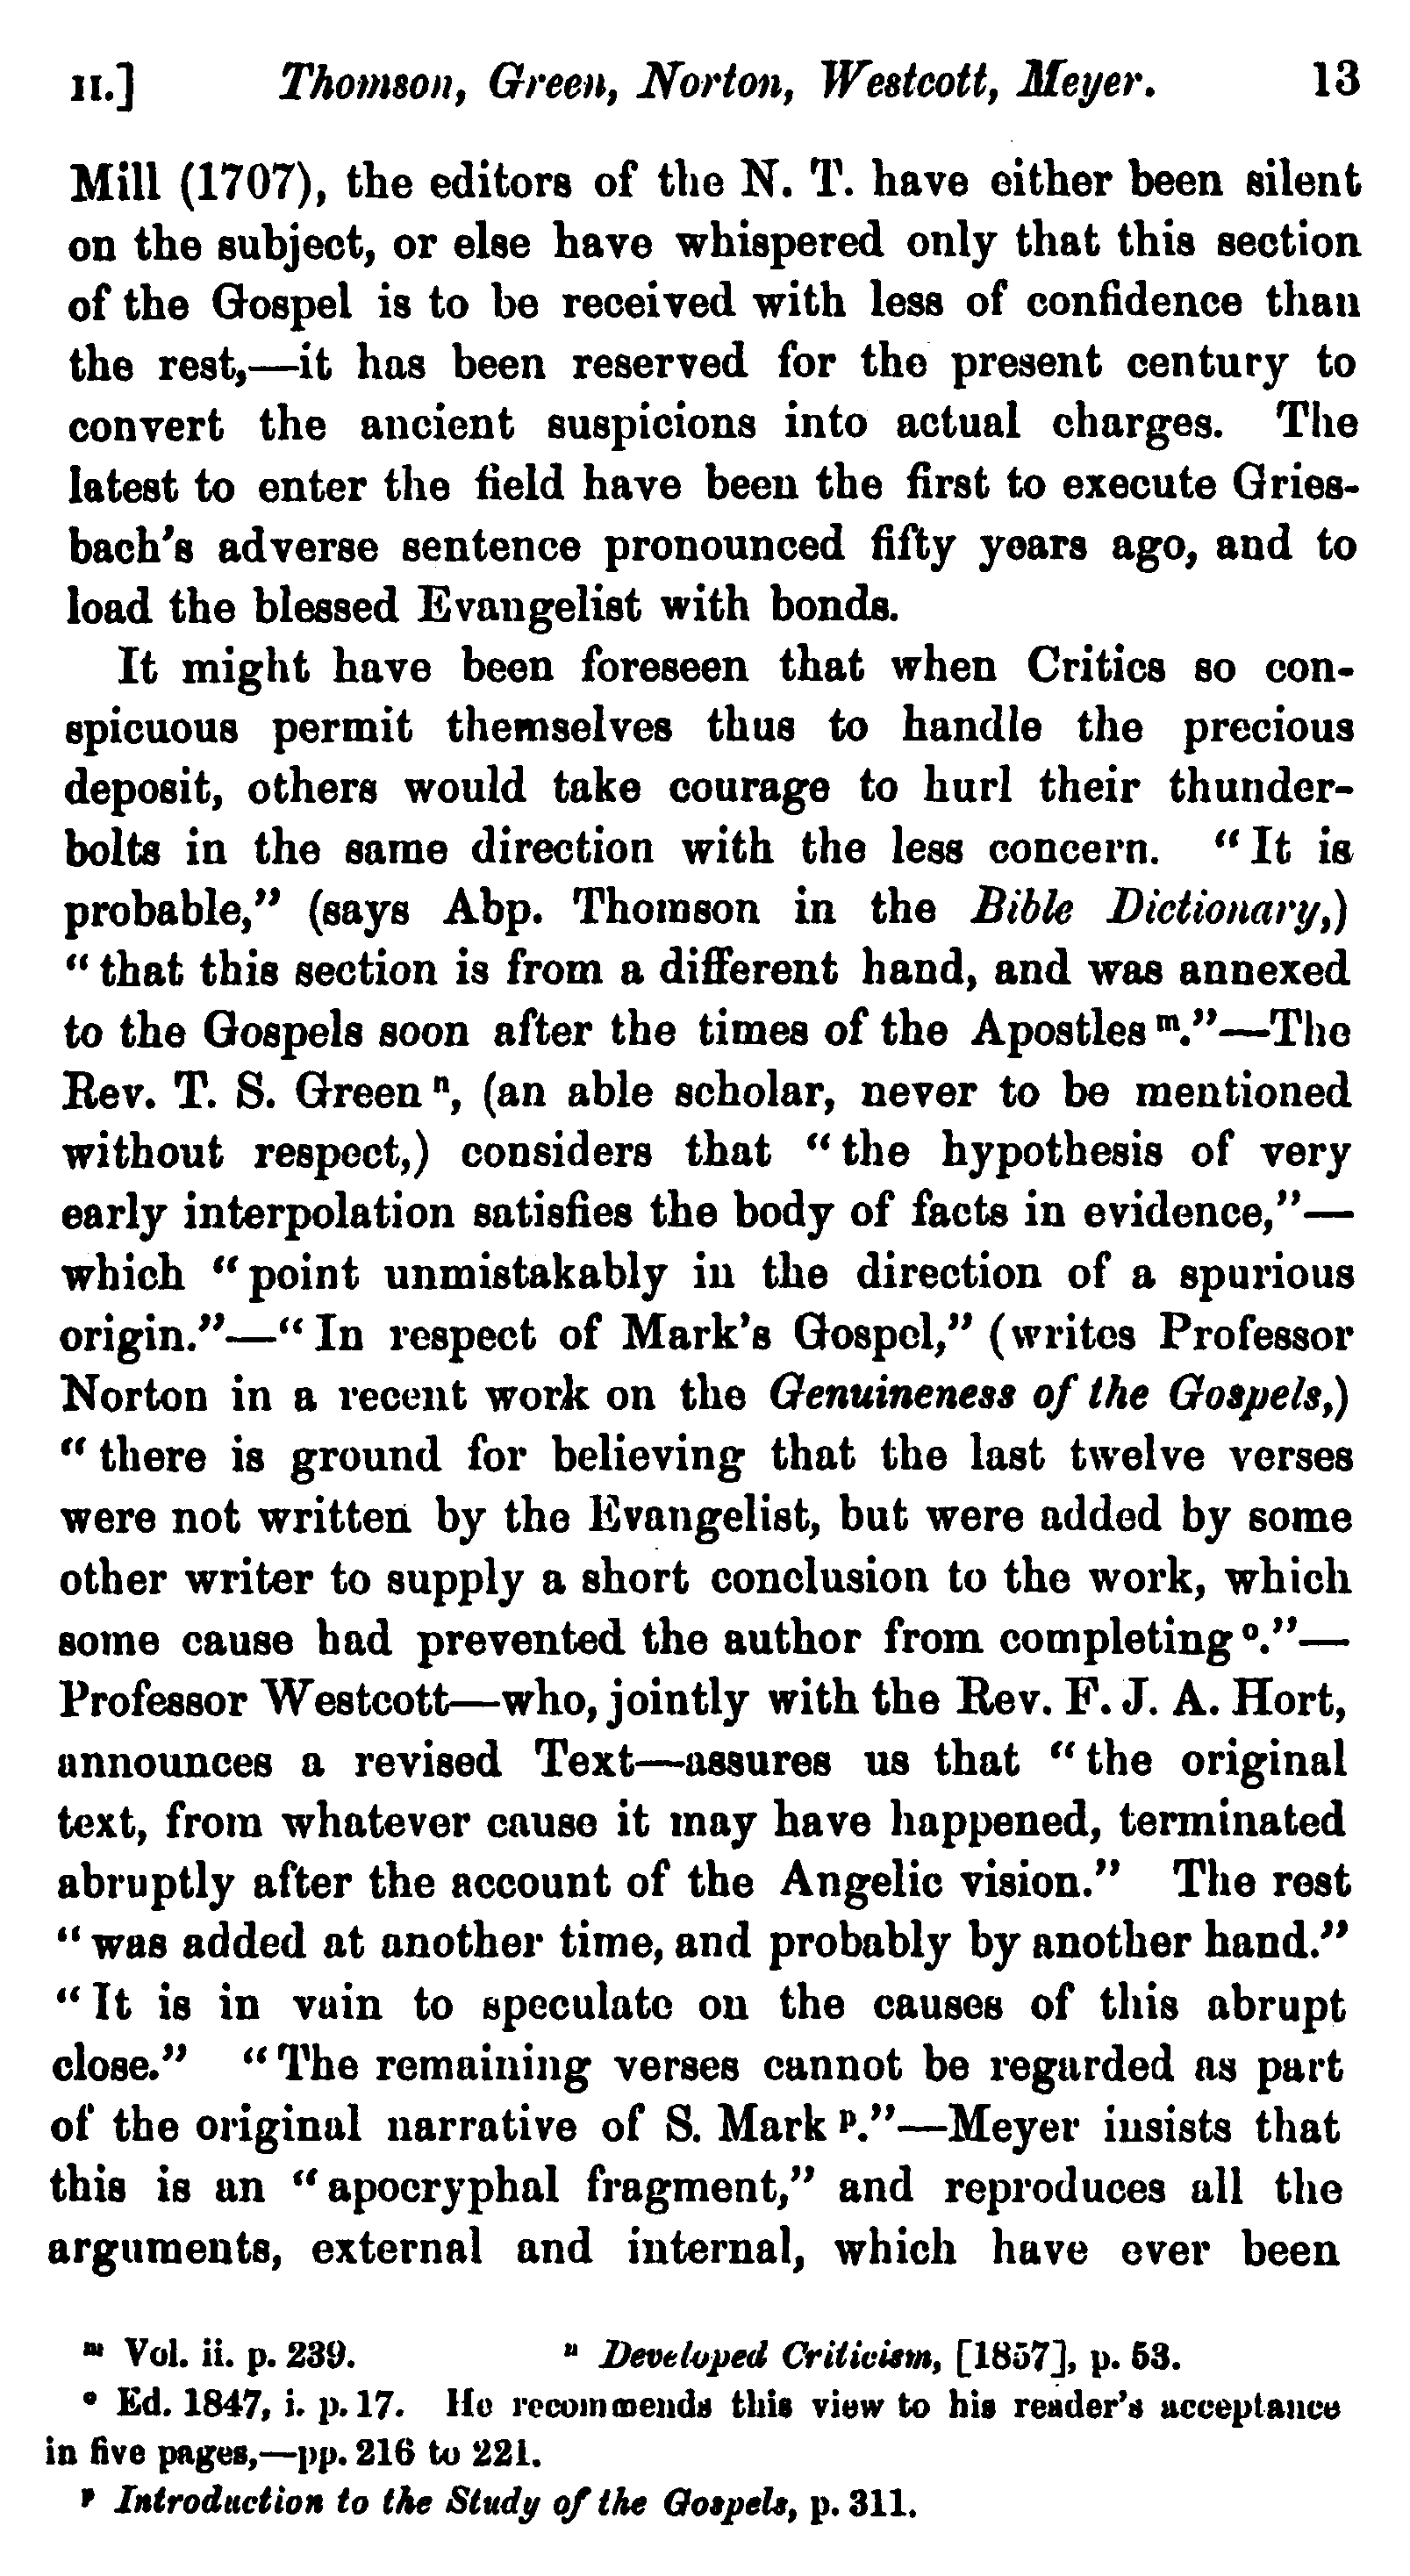 II.] Thomson, Green, Norton, Westcott, Meyer. 13
Mill (1707), the editors of the N. T. have either been silent
on the subject, or else have whispered only that this section
of the Gospel is to be received with less of confidence than
the rest,—it has been reserved for the present century to
convert the ancient suspicions into actual charges. The
latest to enter the field have been the first to execute Gries-
bach's adverse sentence pronounced fifty years ago, and to
load the blessed Evangelist with bonds.
It might have been foreseen that when Critics so con-
spicuous permit themselves thus to handle the precious
deposit, others would take courage to hurl their thunder-
bolts in the same direction with the less concern. "It is
probable," (says Abp. Thomson in the Bible Dictionary,)
"that this section is from a different hand, and was annexed
to the Gospels soon after the times of the Apostles m."—The
Rev. T. S. Green n, (an able scholar, never to be mentioned
without respect,) considers that "the hypothesis of very
early interpolation satisfies the body of facts in evidence,"—
which "point unmistakably in the direction of a spurious
origin."—"In respect of Mark's Gospel," (writes Professor
Norton in a recent work on the Genuineness of the Gospels,)
"there is ground for believing that the last twelve verses
were not written by the Evangelist, but were added by some
other writer to supply a short conclusion to the work, which
some cause had prevented the author from completing o."—
Professor Westcott—who, jointly with the Rev. F. J. A. Hort,
announces a revised Text—assures us that "the original
text, from whatever cause it may have happened, terminated
abruptly after the account of the Angelic vision." The rest
"was added at another time, and probably by another hand."
"It is in vain to speculate on the causes of this abrupt
close." "The remaining verses cannot be regarded as part
of the original narrative of S. Mark p."—Meyer insists that
this is an "apocryphal fragment," and reproduces all the
arguments, external and internal, which have ever been
m Vol. ii. p. 239. n Developed Criticism, [1857], p. 53.
o Ed. 1847, i. p. 17. He recommends this view to his reader's acceptance
in five pages,—pp. 216 to 221.
p Introduction to the Study of the Gospels, p. 311.